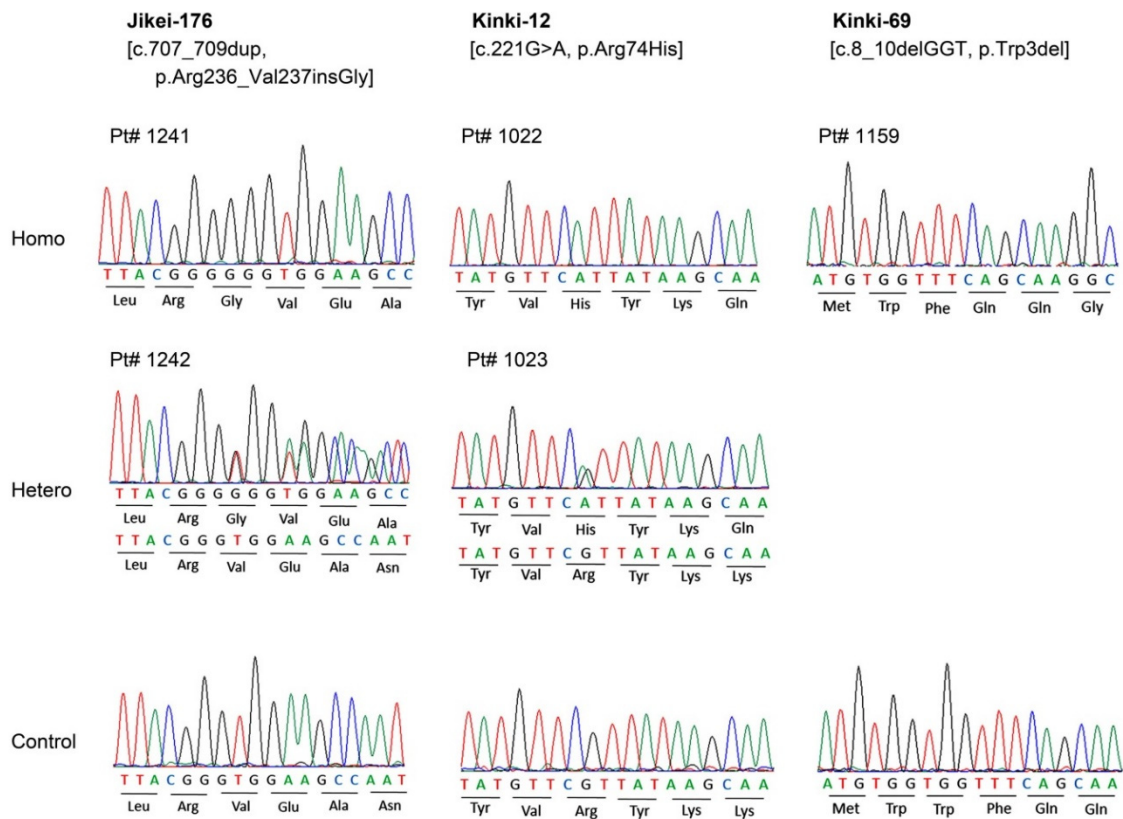 Jikei-176
[c.707_709dup,
p.Arg236_Val237insGly]
Kinki-12
[c.221G>A, p.Arg74His]
Kinki-69
[c.8_10delGGT, p.Trp3del]
Homo
Pt# 1241
T T A C G G G G G G T G G A A G C C
Leu Arg Gly Val Glu Ala
Pt# 1022
T A T G T T C A T T A T A A G C A A
Tyr Val His Tyr Lys Gln
Pt# 1159
A T G T G G T T T C A G C A A G G C
Met Trp Phe Gln Gln Gly
Hetero
Pt# 1242
T T A C G G G G G G T G G A A G C C
Leu Arg Gly Val Glu Ala
T T A C G G G T G G A A G C C A A T
Leu Arg Val Glu Ala Asn
Pt# 1023
T A T G T T C A T T A T A A G C A A
Tyr Val His Tyr Lys Gln
T A T G T T C G T T A T A A G C A A
Tyr Val Arg Tyr Lys Lys
Control
T T A C G G G T G G A A G C C A A T
Leu Arg Val Glu Ala Asn
T A T G T T C G T T A T A A G C A A
Tyr Val Arg Tyr Lys Lys
A T G T G G T G G T T T C A G C A A
Met Trp Trp Phe Gln Gln